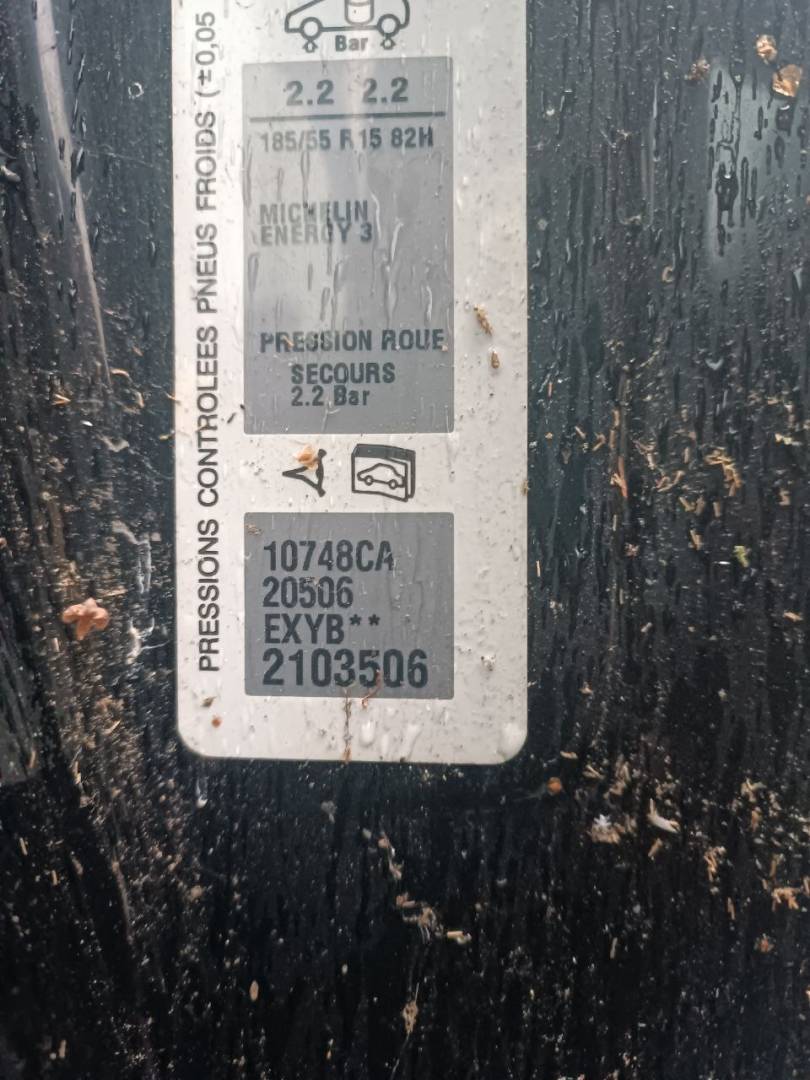 Bar
2.2 2.2
185/55 R 15 82H
MICHELIN
ENERGY 3
PRESSION ROUE
SECOURS
2.2 Bar
10748CA
20506
EXYB**
2103506
PRESSIONS CONTROLEES PNEUS FROIDS (±0,05